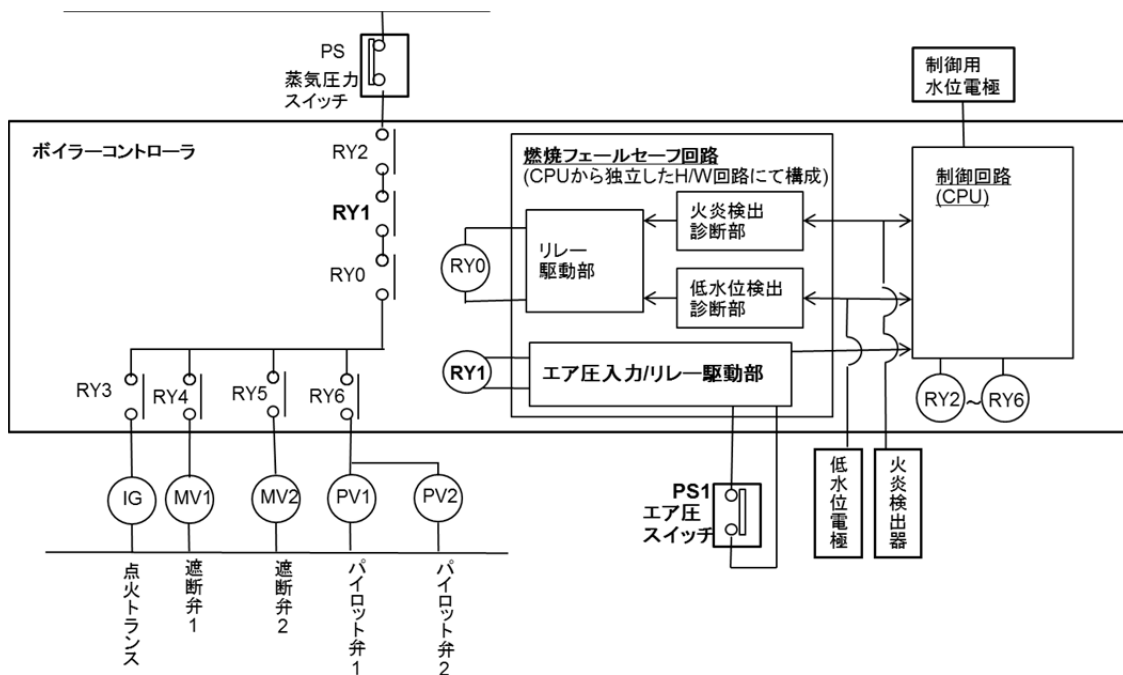 PS
蒸気圧力
スイッチ
制御用
水位電極
ボイラーコントローラ
RY2
RY1
RY0
燃焼フェールセーフ回路
(CPUから独立したH/W回路にて構成)
火炎検出
診断部
リレー
駆動部
RY0
低水位検出
診断部
制御回路
(CPU)
RY1
エア圧入力/リレー駆動部
RY2
~
RY6
RY3
RY4
RY5
RY6
IG
MV1
MV2
PV1
PV2
PS1
エア圧
スイッチ
低水位電極
火炎検出器
点火トランス
遮断弁1
遮断弁2
パイロット弁1
パイロット弁2